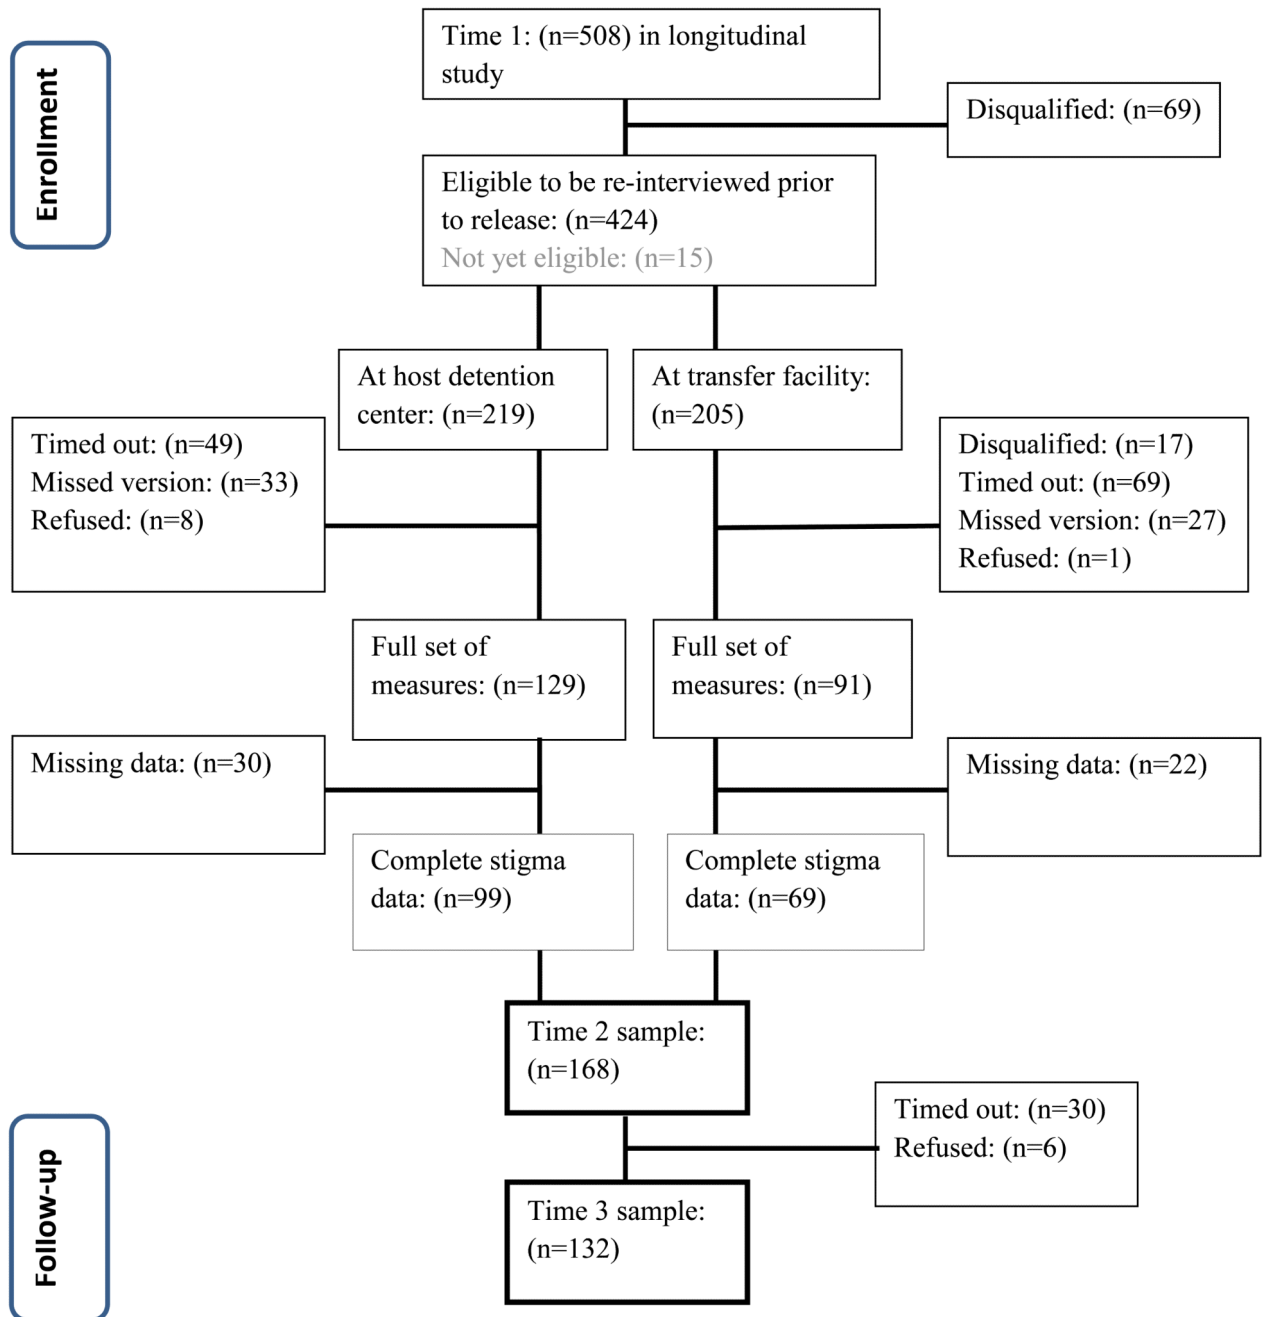 Enrollment
Time 1: (n=508) in longitudinal
study
Disqualified: (n=69)
Eligible to be re-interviewed prior
to release: (n=424)
Not yet eligible: (n=15)
At host detention
center: (n=219)
At transfer facility:
(n=205)
Timed out: (n=49)
Missed version: (n=33)
Refused: (n=8)
Disqualified: (n=17)
Timed out: (n=69)
Missed version: (n=27)
Refused: (n=1)
Full set of
measures: (n=129)
Full set of
measures: (n=91)
Missing data: (n=30)
Missing data: (n=22)
Complete stigma
data: (n=99)
Complete stigma
data: (n=69)
Time 2 sample:
(n=168)
Timed out: (n=30)
Refused: (n=6)
Follow-up
Time 3 sample:
(n=132)